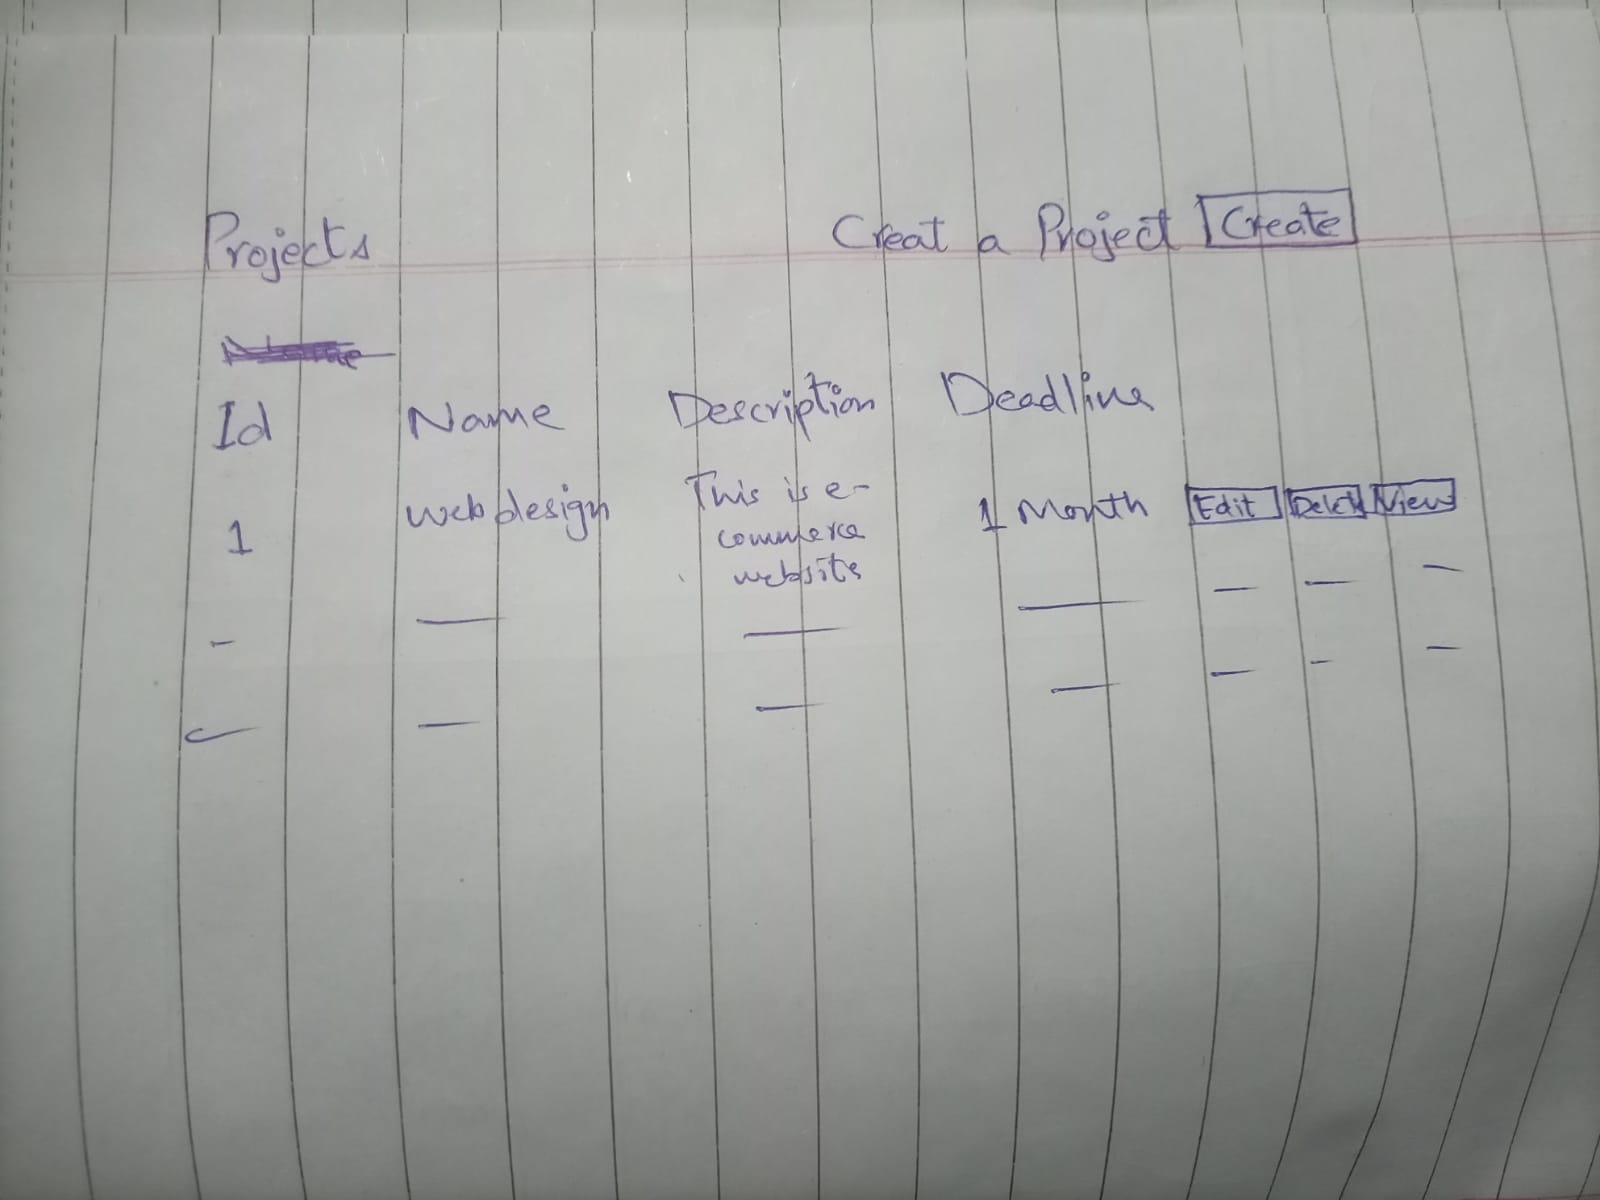 Projects Creat a Project Create
Id Name Description Deadline
1 web design This is e-
commerce
website
1 Month Edit Delete View